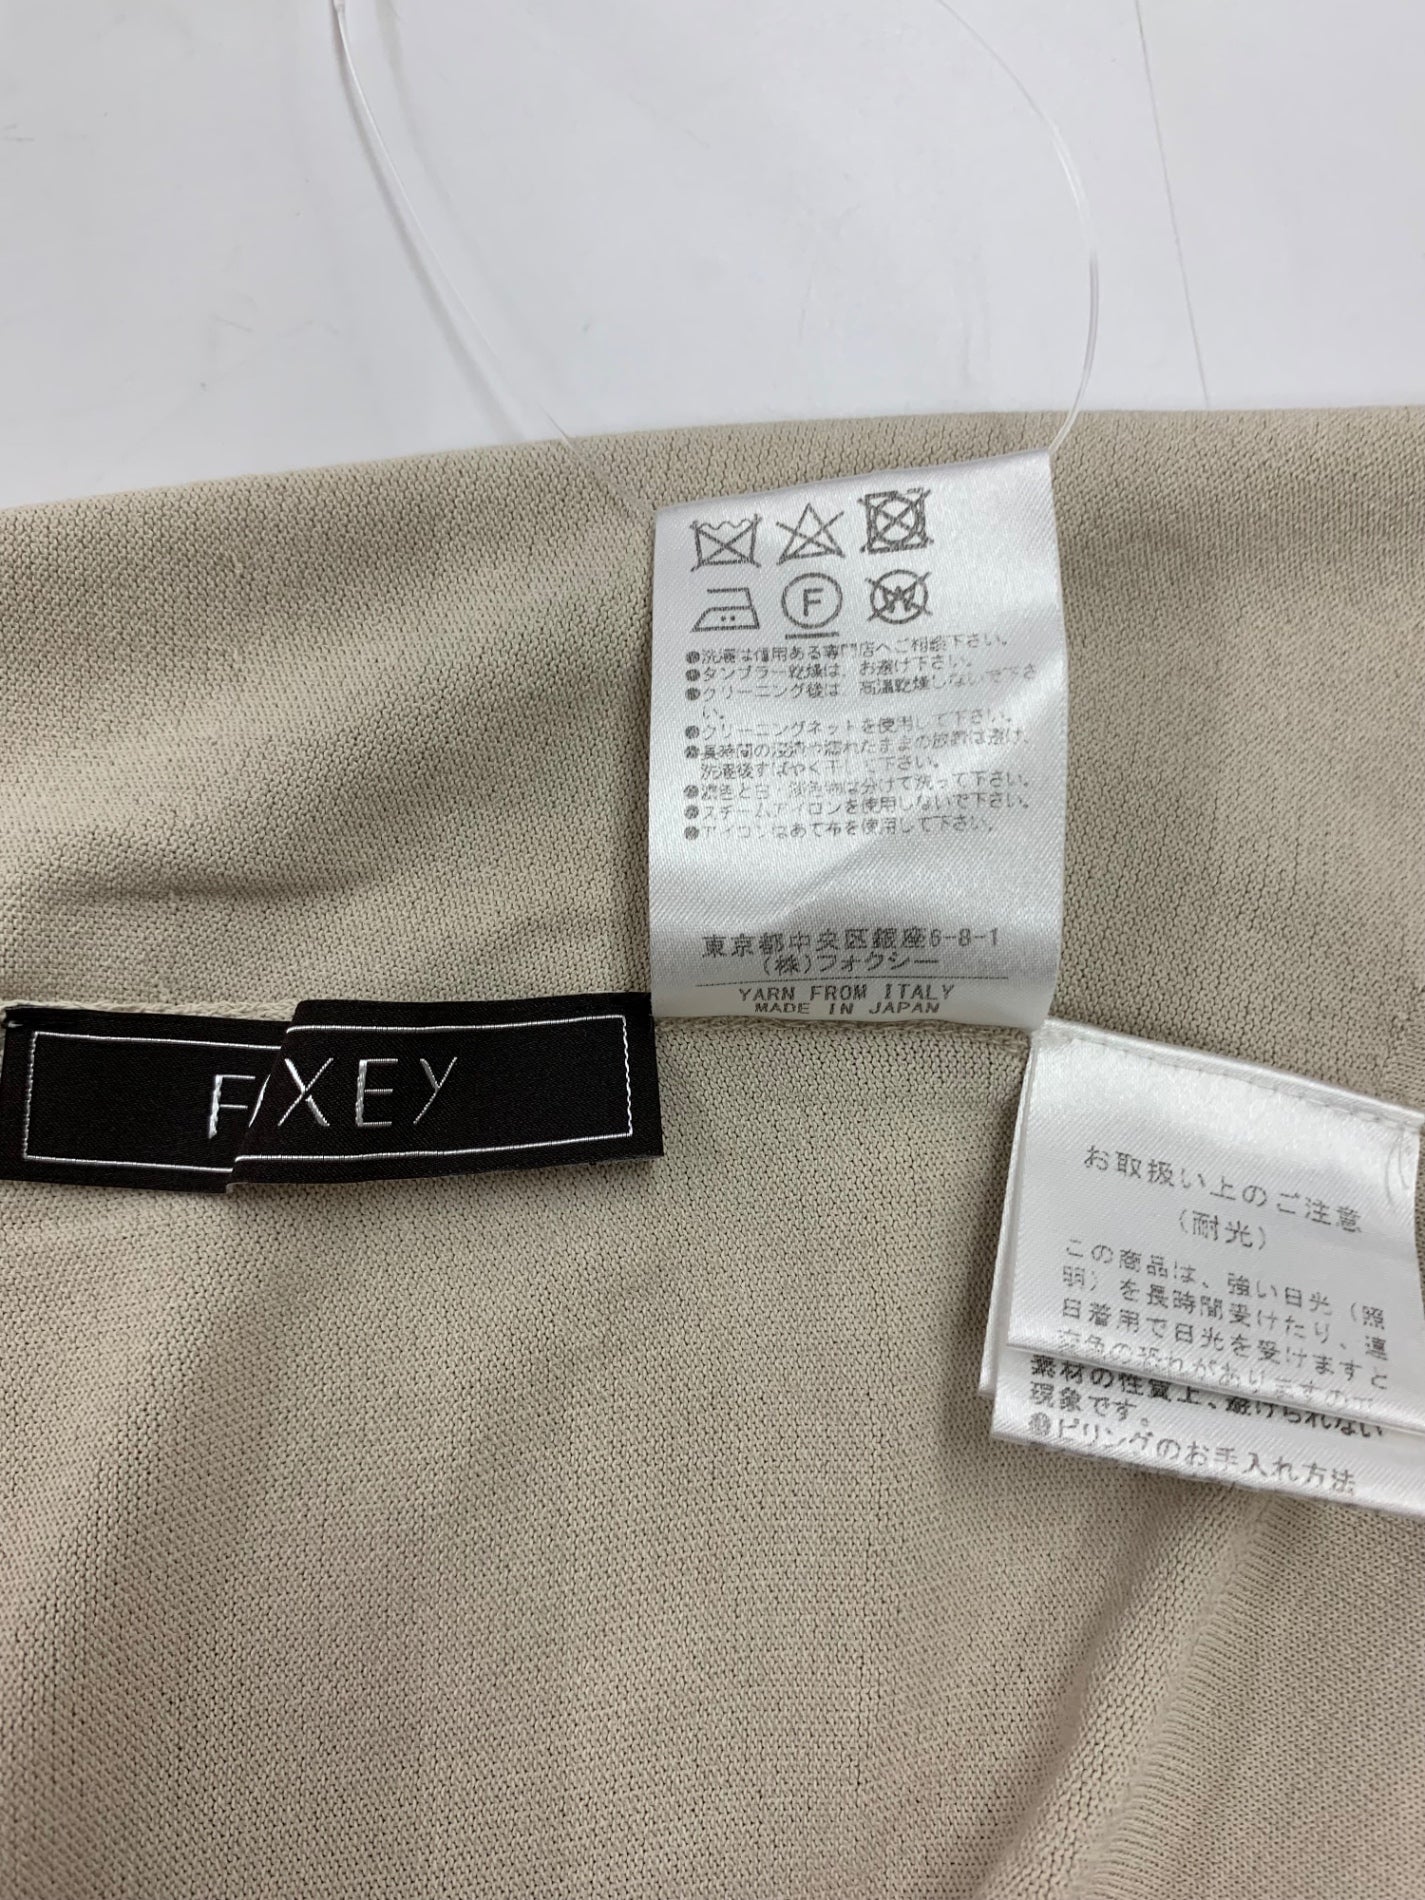 F
W
●洗濯は信用ある専門店へご相談下さい。
●タンブラー乾燥は、お避け下さい。
●クリーニング後は、高温乾燥しないで下さ
い。
●クリーニングネットを使用して下さい。
●長時間の浸漬や濡れたままの放置は避け、
洗濯後すばやく干して下さい。
●濃色と白・淡色物は分けて洗って下さい。
●スチームアイロンを使用しないで下さい。
●アイロンはあて布を使用して下さい。
東京都中央区銀座6-8-1
(株)フォクシー
YARN FROM ITALY
MADE IN JAPAN
FOXEY
お取扱い上のご注意
(耐光)
この商品は、強い日光(照
明)を長時間受けたり、連
日着用で日光を受けますと
変色の恐れがありますので
素材の性質上、避けられない
現象です。
●ピリングのお手入れ方法